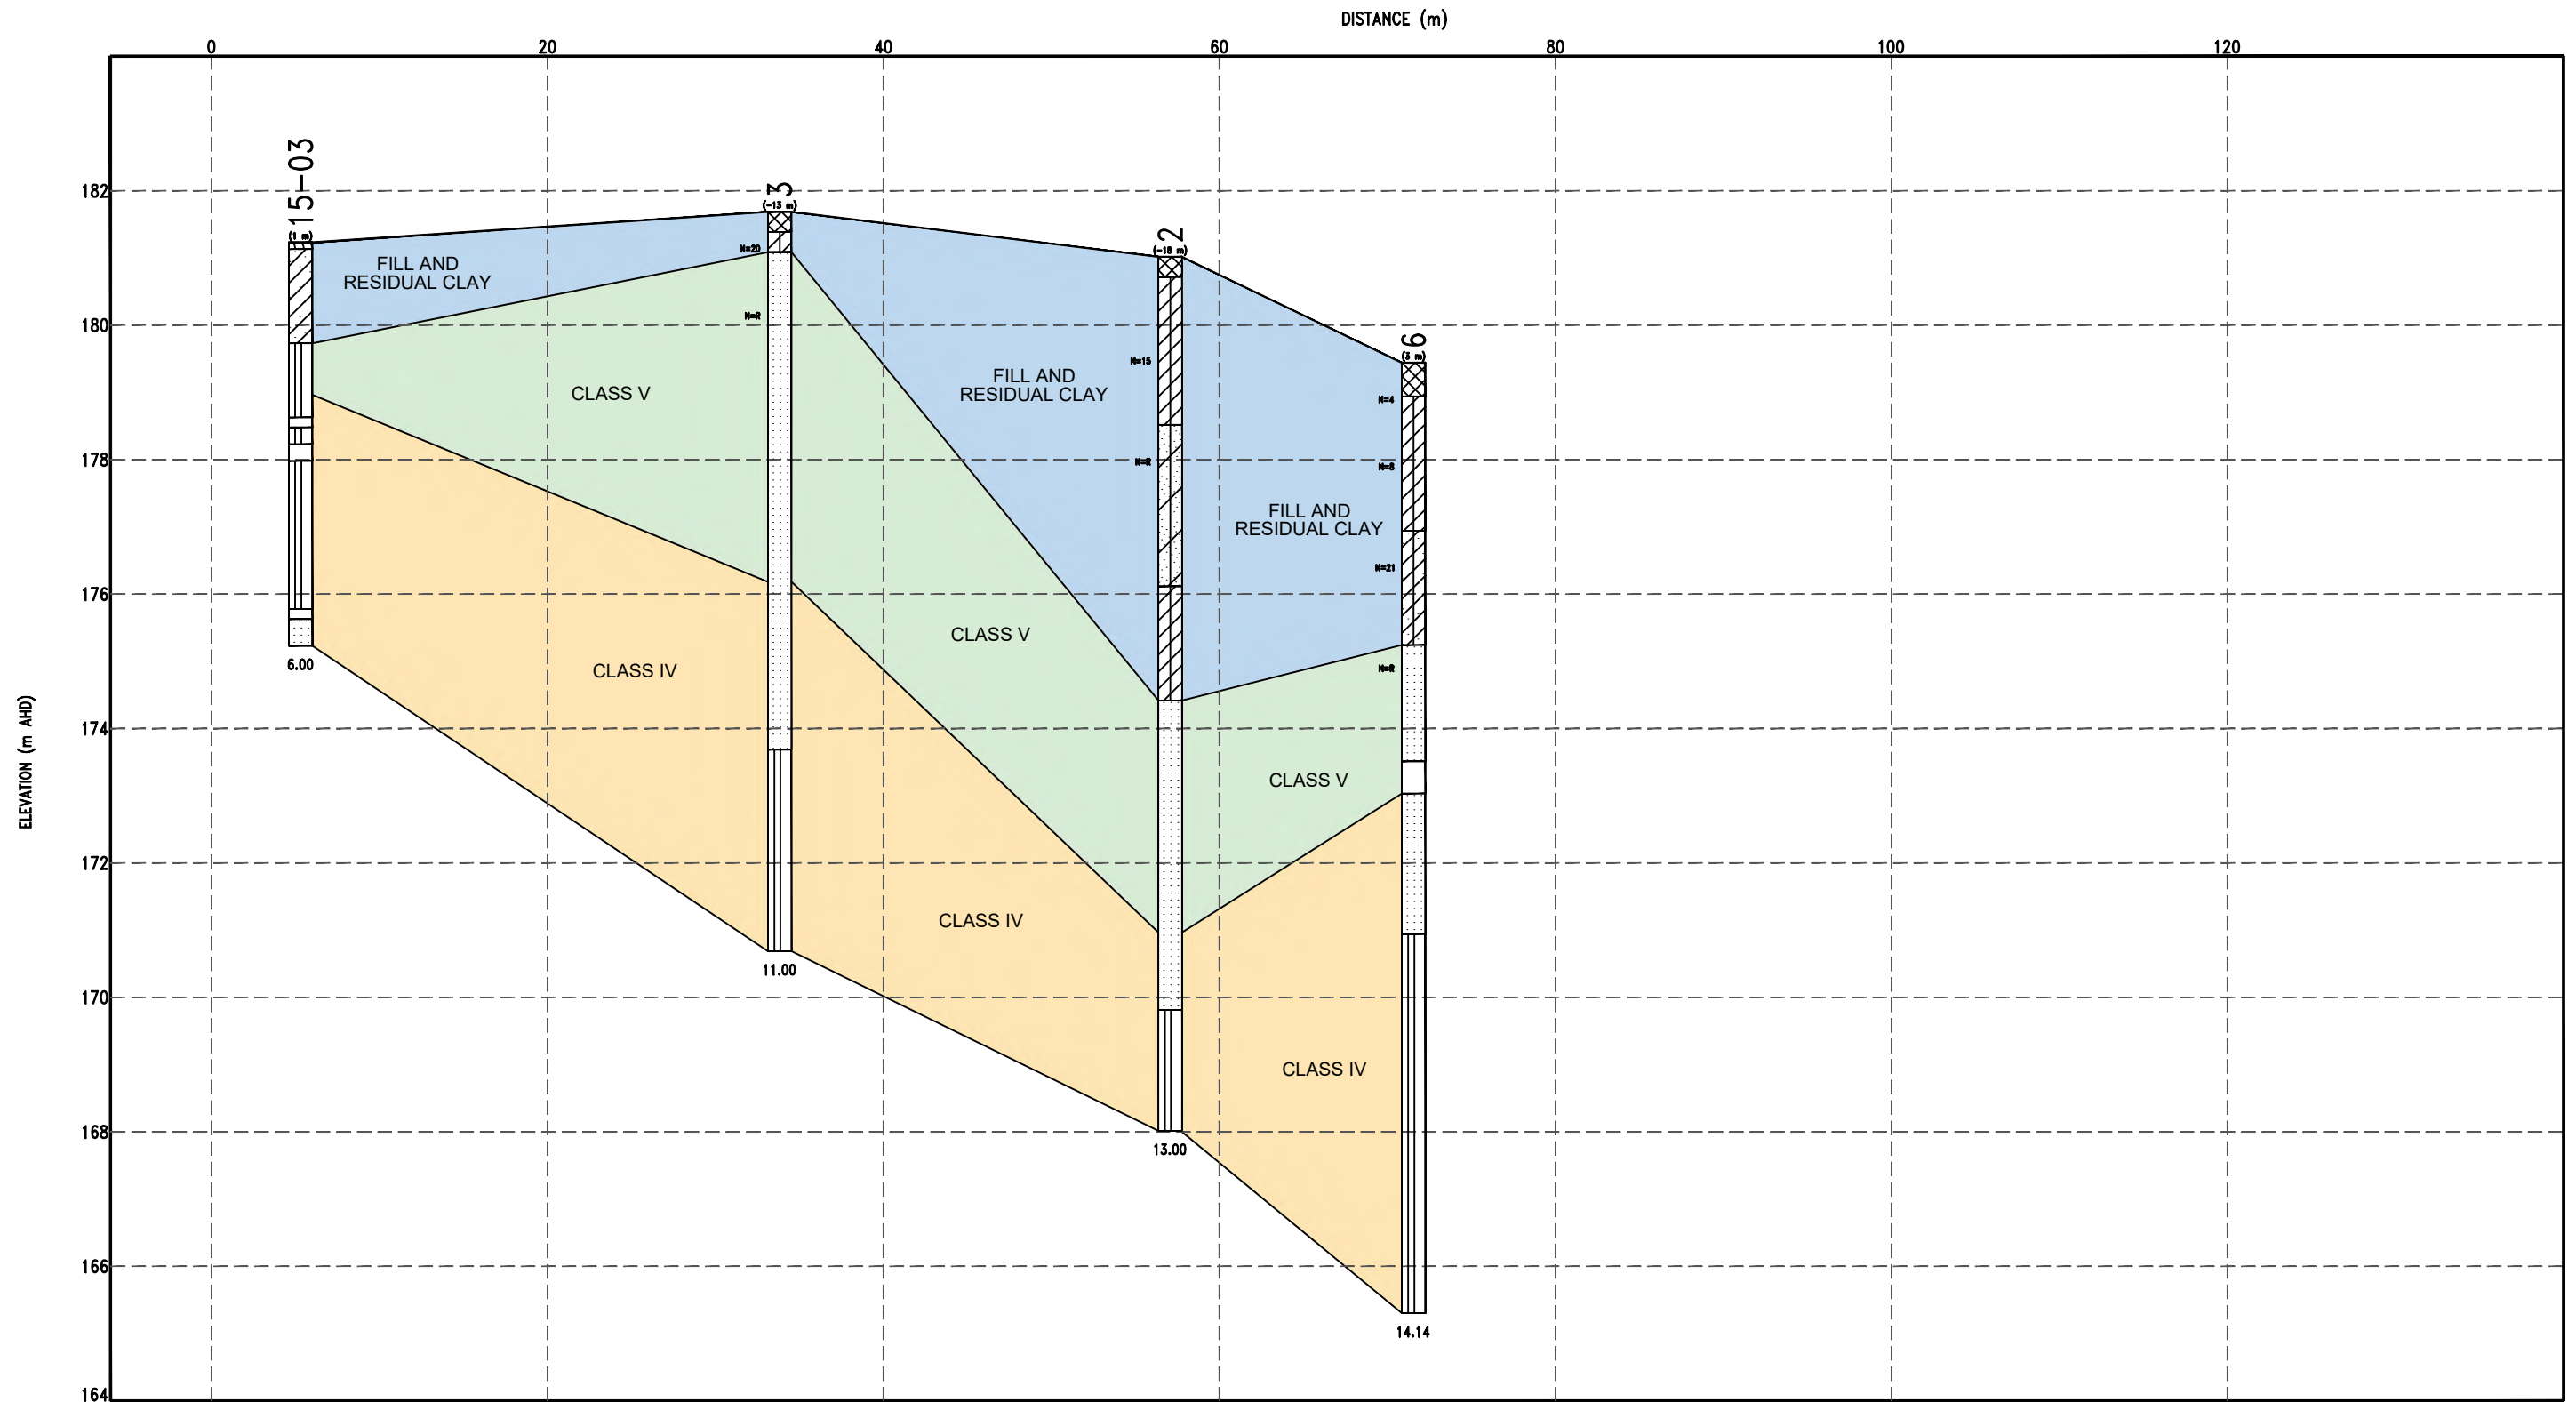 DISTANCE (m)
0
20
40
60
80
100
120
ELEVATION (m AHD)
182
180
178
176
174
172
170
168
166
164
15-03
(1 m)
6.00
3
(-13 m)
N=20
N=R
11.00
2
(-18 m)
N=15
N=R
13.00
6
(3 m)
N=4
N=8
N=21
N=R
14.14
FILL AND
RESIDUAL CLAY
CLASS V
CLASS IV
FILL AND
RESIDUAL CLAY
CLASS V
CLASS IV
FILL AND
RESIDUAL CLAY
CLASS V
CLASS IV